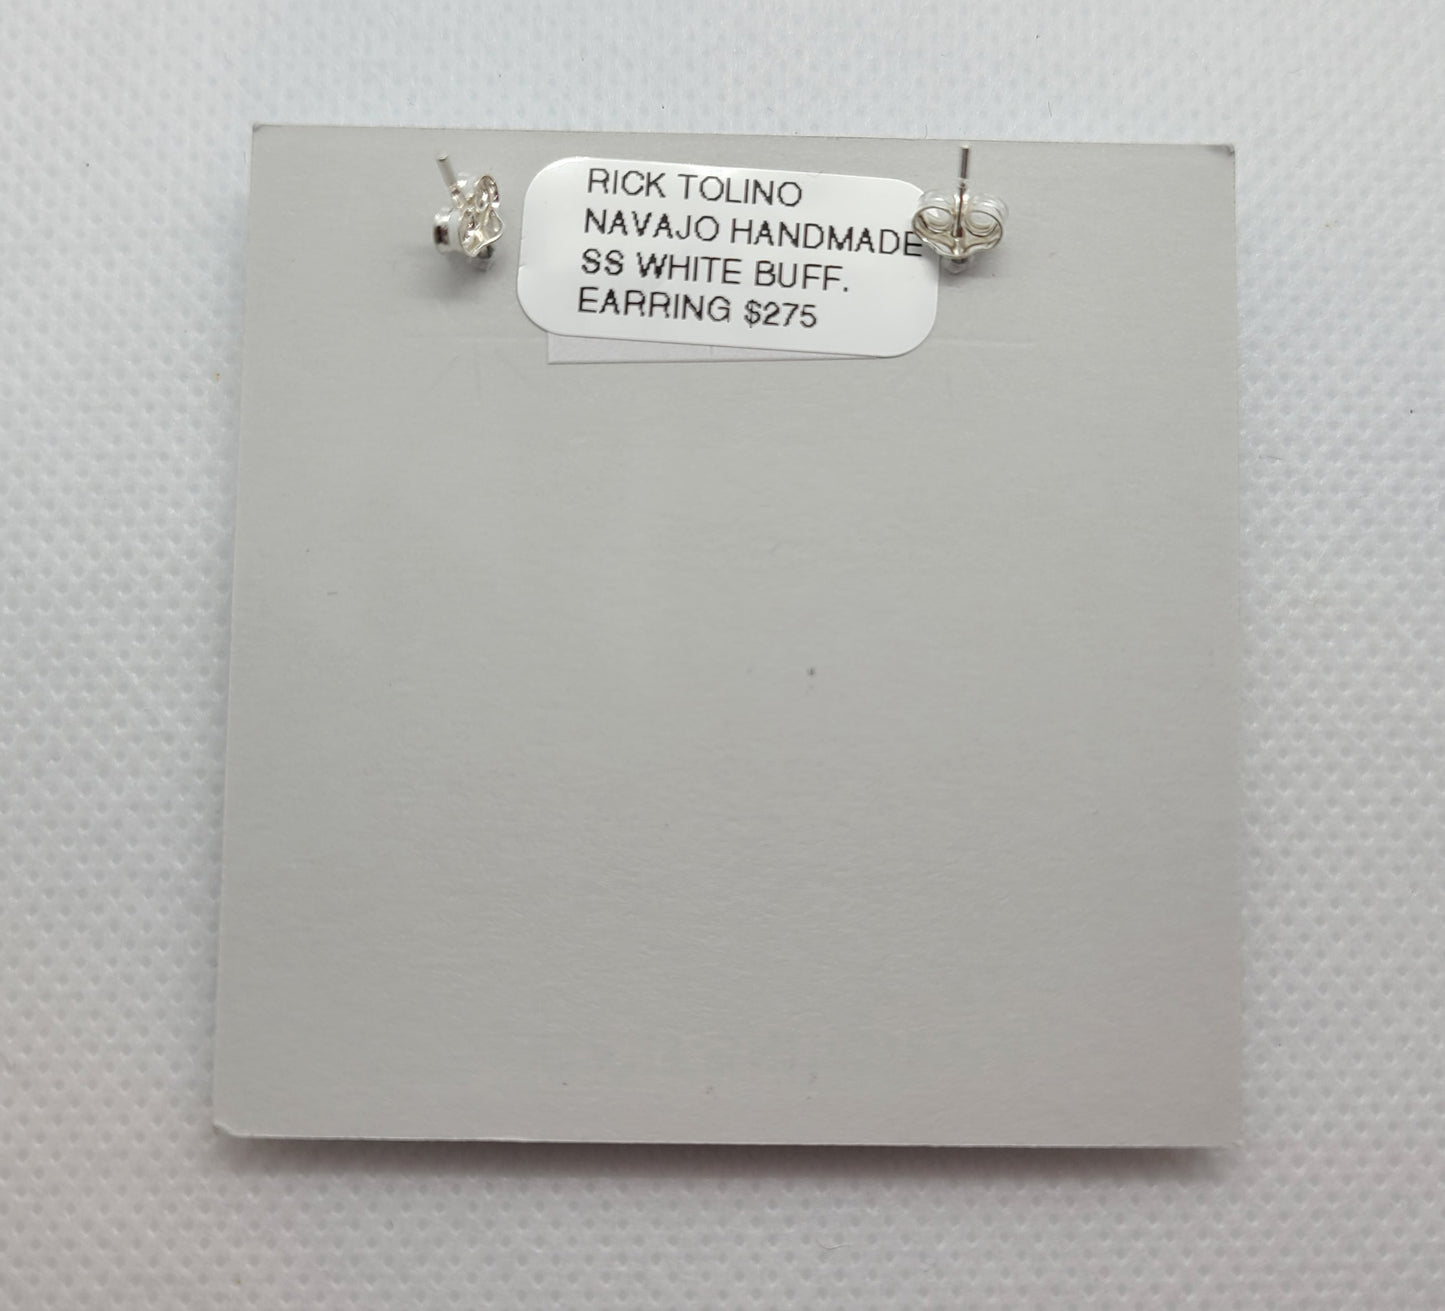 RICK TOLINO
NAVAJO HANDMADE
SS WHITE BUFF.
EARRING $275